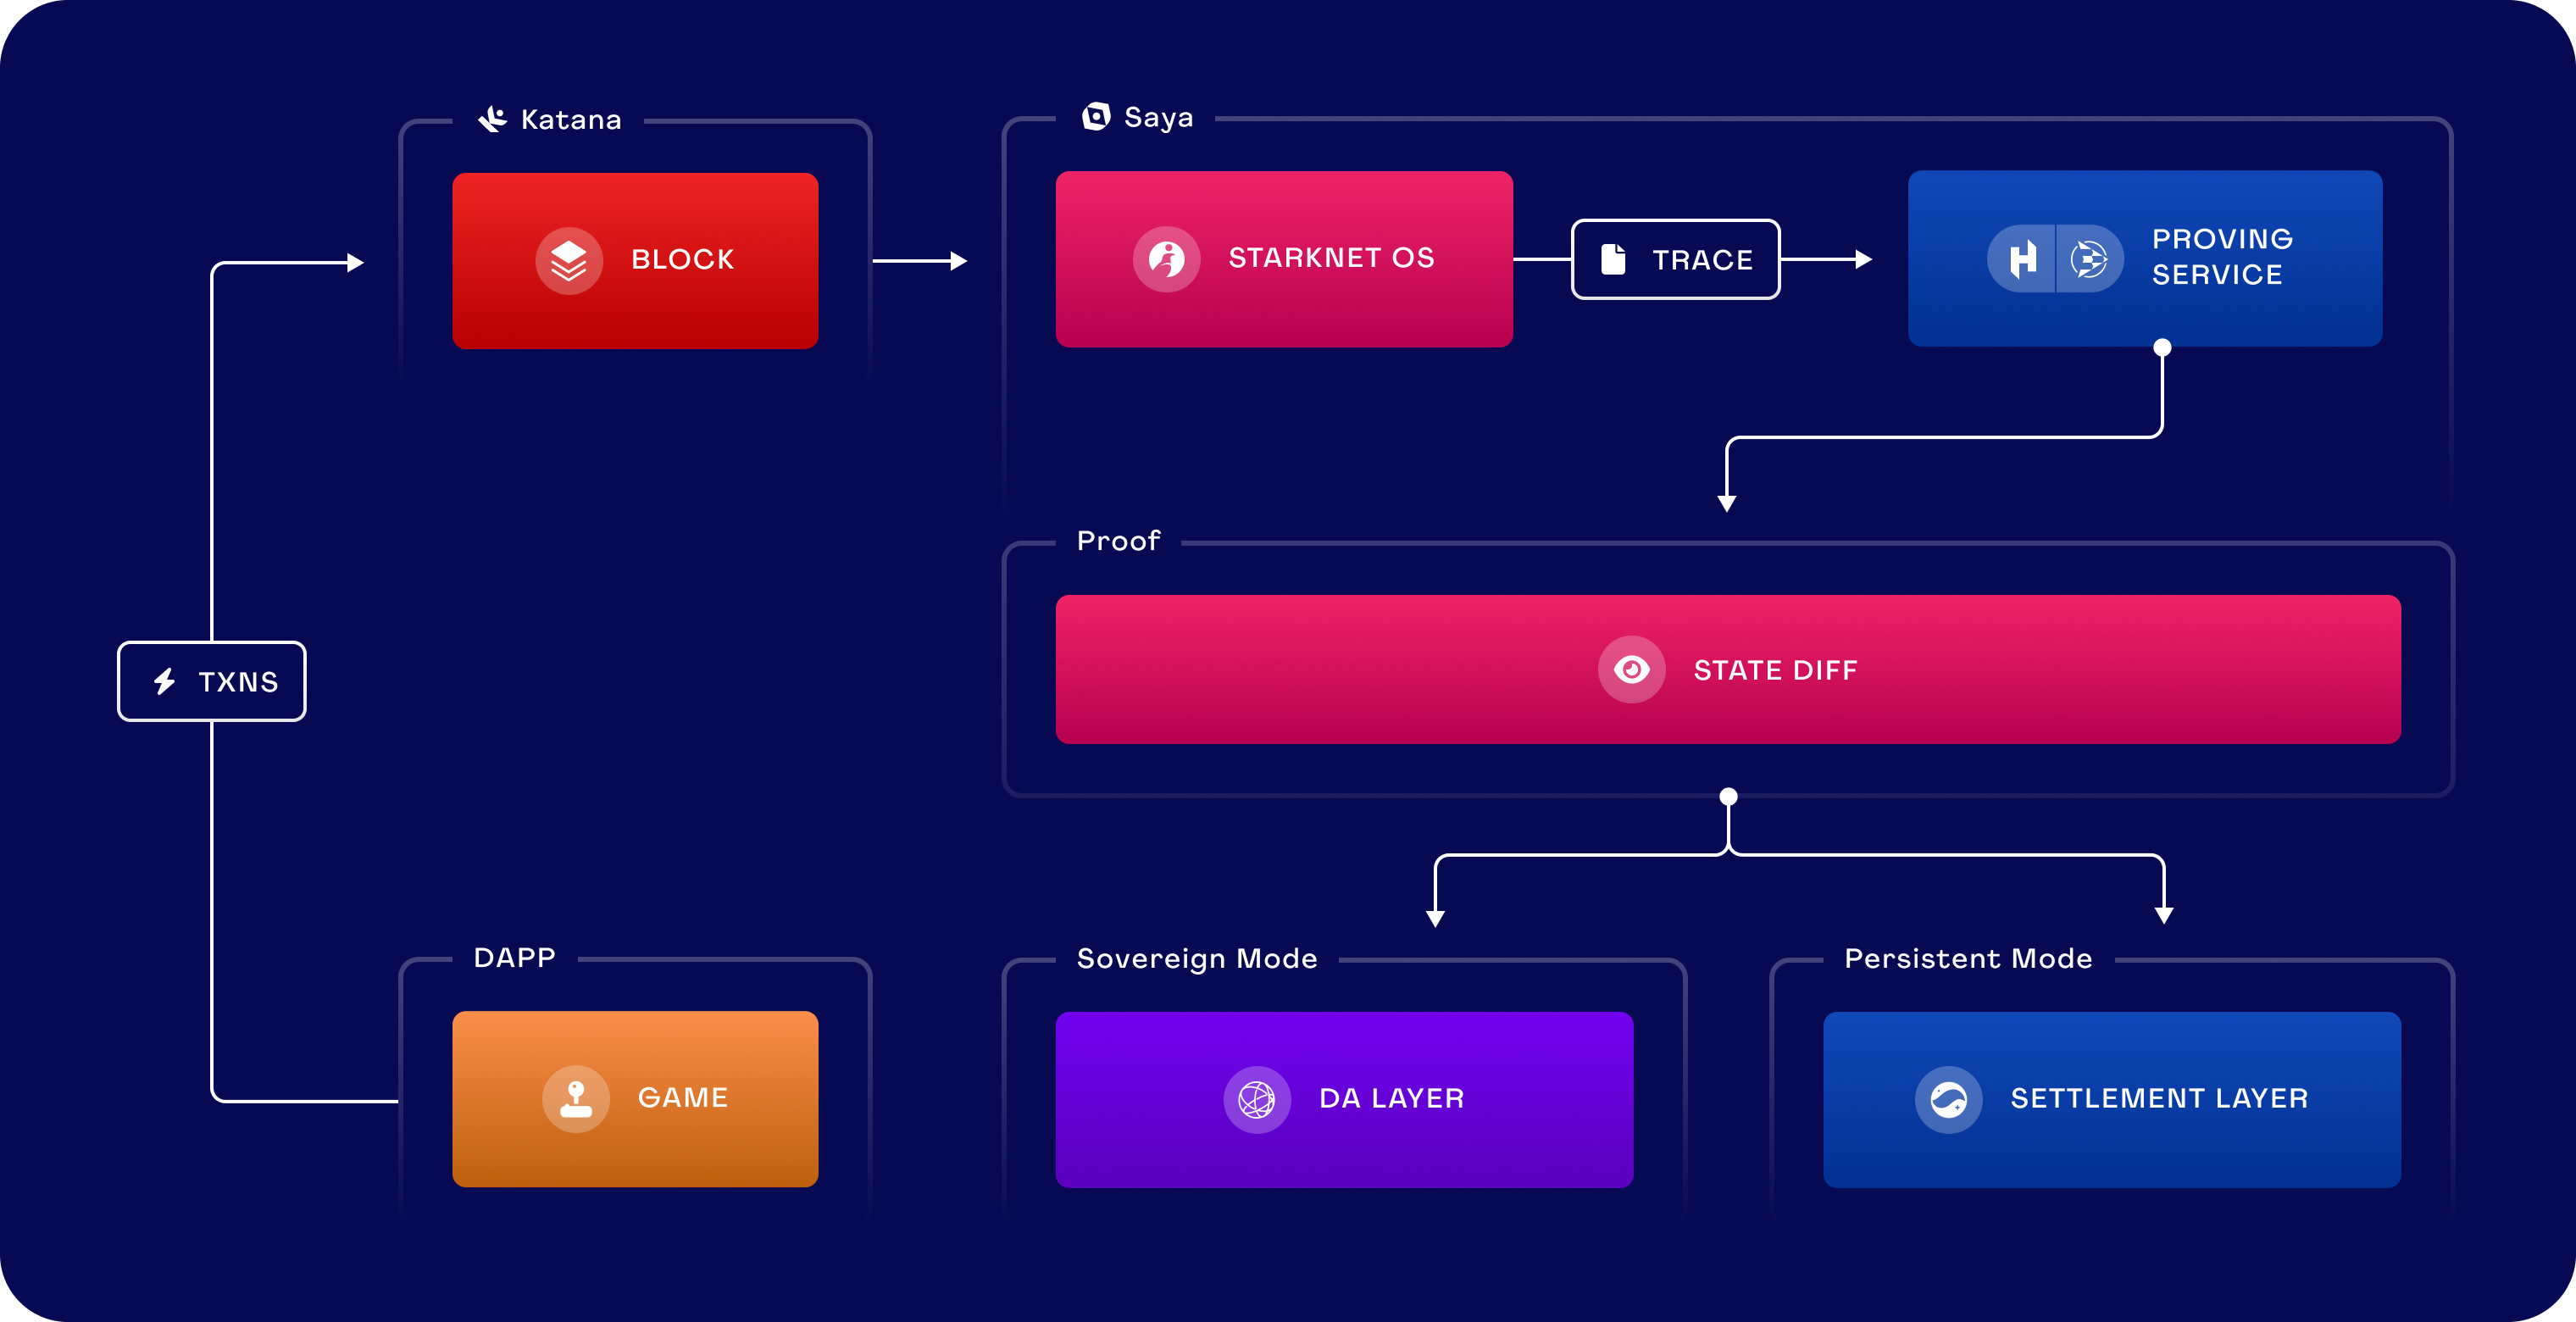 Katana
BLOCK
Saya
STARKNET OS
TRACE
PROVING
SERVICE
Proof
STATE DIFF
TXNS
DAPP
GAME
Sovereign Mode
DA LAYER
Persistent Mode
SETTLEMENT LAYER